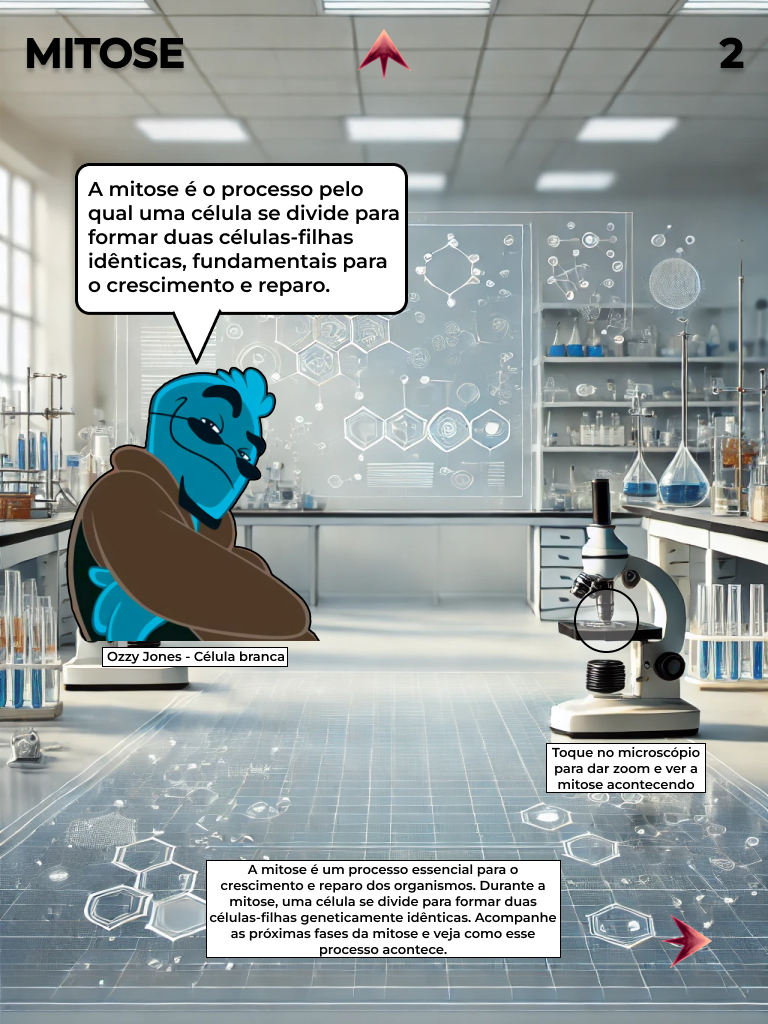 MITOSE
2
A mitose é o processo pelo
qual uma célula se divide para
formar duas células-filhas
idênticas, fundamentais para
o crescimento e reparo.
Ozzy Jones - Célula branca
Toque no microscópio
para dar zoom e ver a
mitose acontecendo
A mitose é um processo essencial para o
crescimento e reparo dos organismos. Durante a
mitose, uma célula se divide para formar duas
células-filhas geneticamente idênticas. Acompanhe
as próximas fases da mitose e veja como esse
processo acontece.